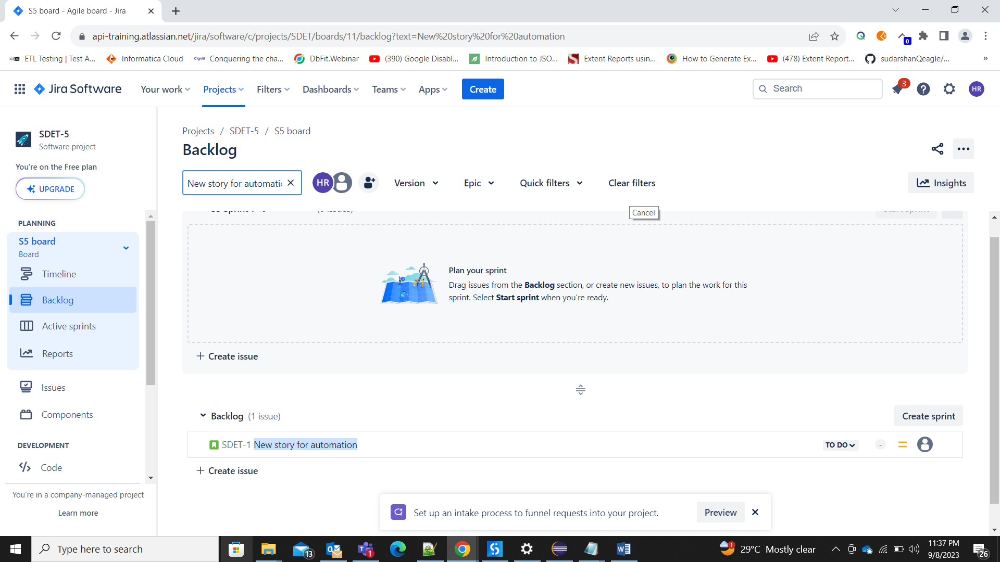 S5 board - Agile board - Jira
api-training.atlassian.net/jira/software/c/projects/SDET/boards/11/backlog?text=New%20story%20for%20automation
0
ETL Testing | Test A...
Informatica Cloud
Cigniti Conquering the cha...
DbFit.Webinar
(390) Google Disabl...
Introduction to JSO...
Extent Reports usin...
How to Generate Ex...
(478) Extent Report...
sudarshanQeagle/...
»
Jira Software
Your work
Projects
Filters
Dashboards
Teams
Apps
Create
Search
3
HR
SDET-5
Software project
You're on the Free plan
UPGRADE
PLANNING
S5 board
Board
Timeline
Backlog
Active sprints
Reports
Issues
Components
DEVELOPMENT
Code
You're in a company-managed project
Learn more
Projects / SDET-5 / S5 board
Backlog
New story for automatic
HR
Version
Epic
Quick filters
Clear filters
Insights
Cancel
Plan your sprint
Drag issues from the Backlog section, or create new issues, to plan the work for this
sprint. Select Start sprint when you're ready.
+ Create issue
Backlog (1 issue)
Create sprint
SDET-1 New story for automation
TO DO
-
+ Create issue
Set up an intake process to funnel requests into your project.
Preview
Type here to search
13
1
1
29°C Mostly clear
11:37 PM
9/8/2023
26